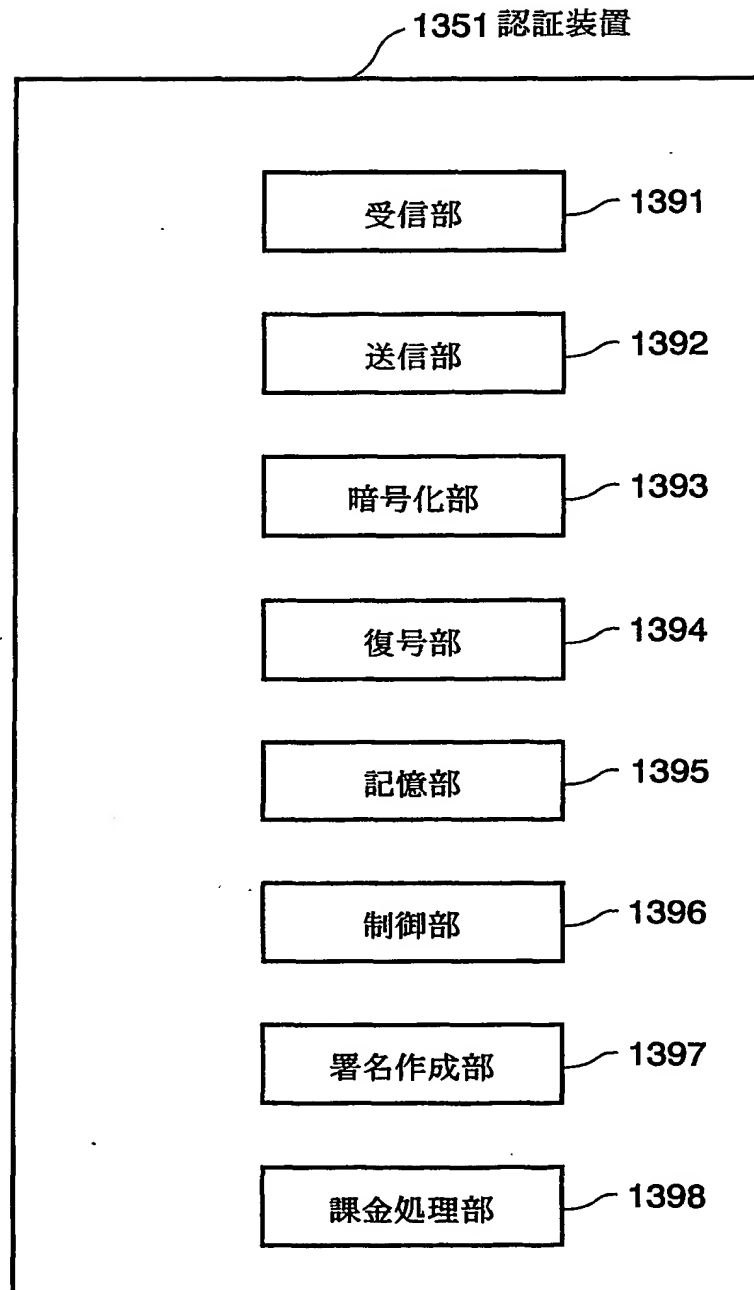 1351 認証装置
受信部 1391
送信部 1392
暗号化部 1393
復号部 1394
記憶部 1395
制御部 1396
署名作成部 1397
課金処理部 1398